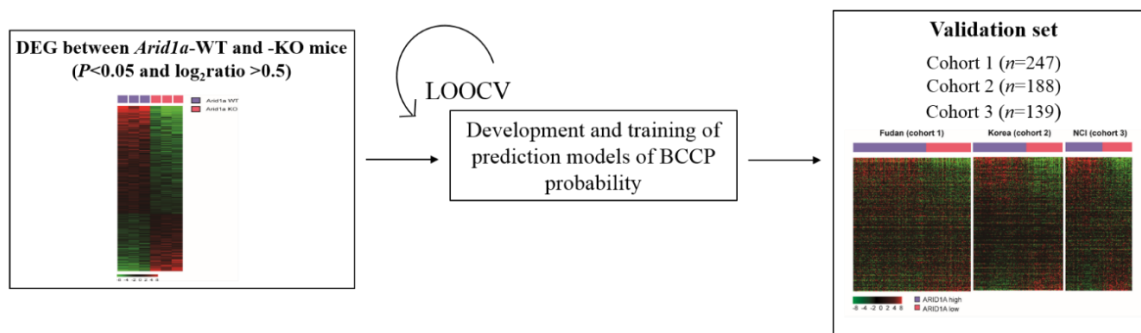 DEG between Arid1a-WT and -KO mice
(P<0.05 and log₂ratio >0.5)
Arid1a WT
Arid1a KO
LOOCV
Development and training of
prediction models of BCCP
probability
Validation set
Cohort 1 (n=247)
Cohort 2 (n=188)
Cohort 3 (n=139)
Fudan (cohort 1) Korea (cohort 2) NCI (cohort 3)
-8 -4 -2 0 2 4 8
ARID1A high
ARID1A low